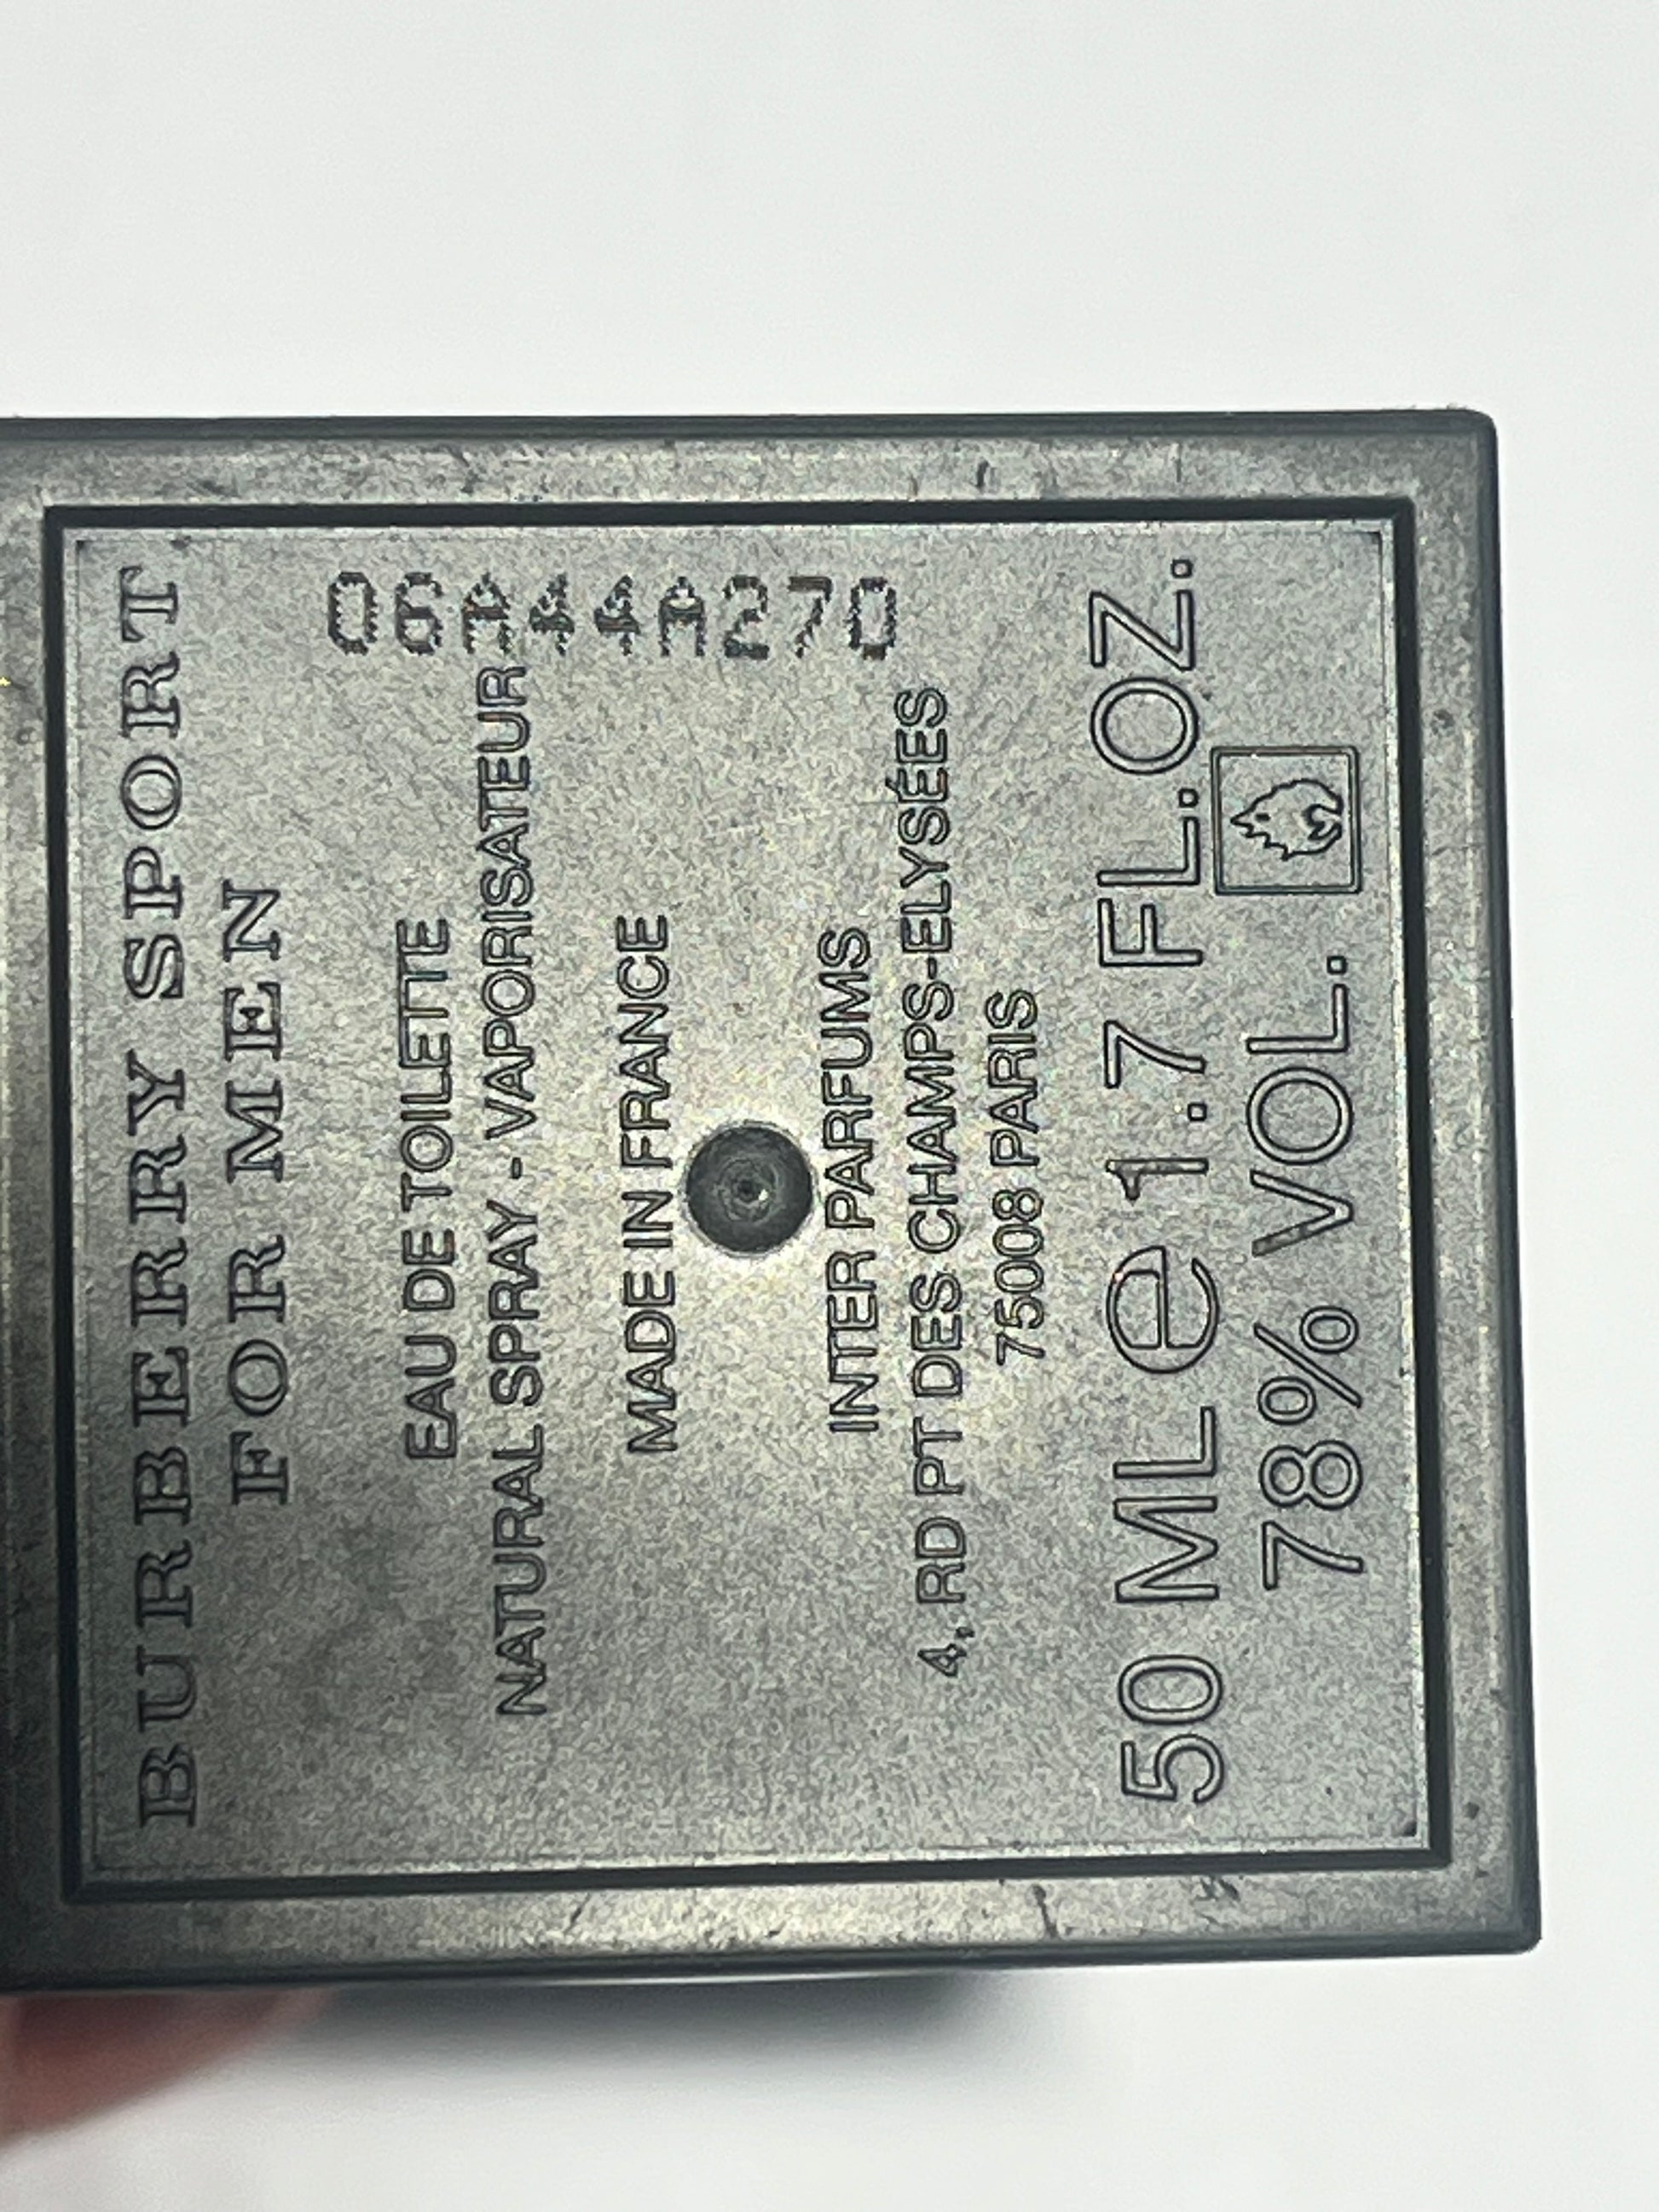 BURBERRY SPORT
FOR MEN
EAU DE TOILETTE
NATURAL SPRAY - VAPORISATEUR
MADE IN FRANCE
INTER PARFUMS
4, RD PT DES CHAMPS-ELYSÉES
75008 PARIS
50 ML e 1.7 FL.OZ.
78% VOL.
06A44A270